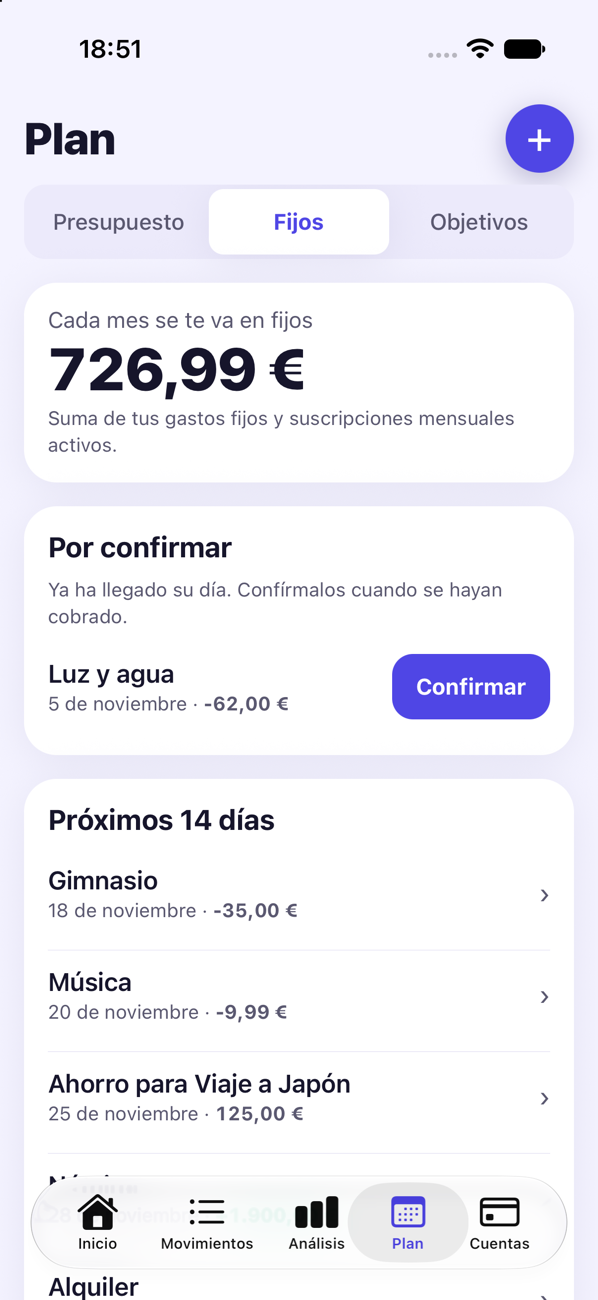 18:51
Plan
+
Presupuesto Fijos Objetivos
Cada mes se te va en fijos
726,99 €
Suma de tus gastos fijos y suscripciones mensuales
activos.
Por confirmar
Ya ha llegado su día. Confírmalos cuando se hayan
cobrado.
Luz y agua
5 de noviembre · -62,00 €
Confirmar
Próximos 14 días
Gimnasio
18 de noviembre · -35,00 €
Música
20 de noviembre · -9,99 €
Ahorro para Viaje a Japón
25 de noviembre · 125,00 €
Inicio Movimientos Análisis Plan Cuentas
Alquiler